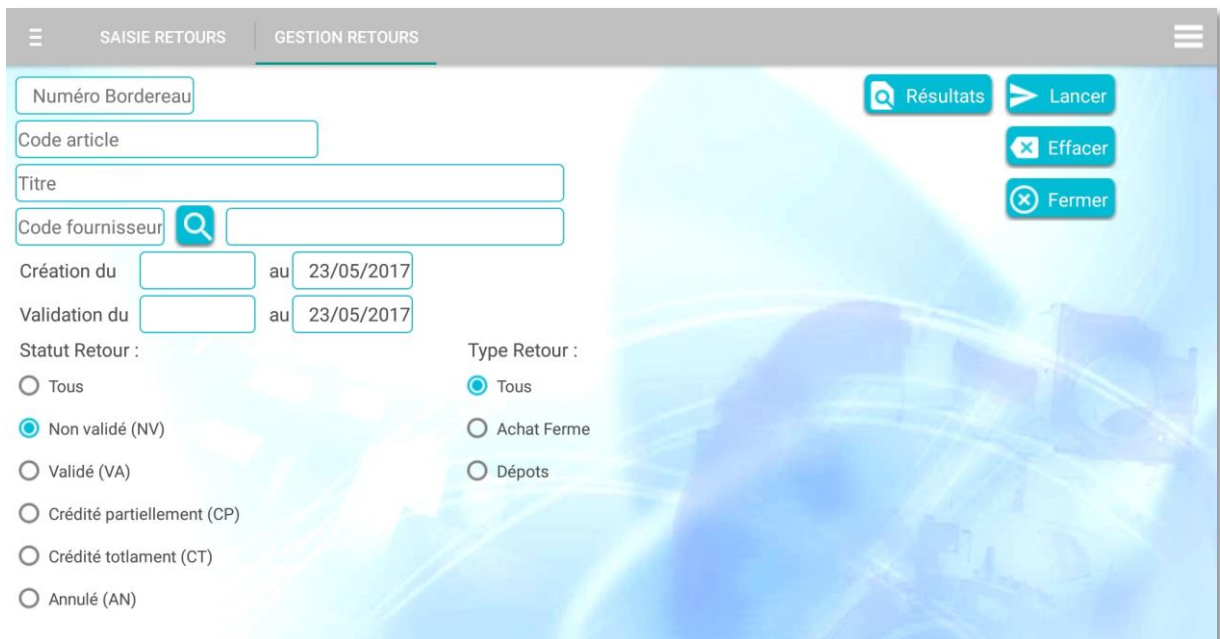 SAISIE RETOURS GESTION RETOURS
Numéro Bordereau Résultats Lancer
Code article Effacer
Titre
Fermer
Code fournisseur
Création du au 23/05/2017
Validation du au 23/05/2017
Statut Retour : Type Retour :
Tous Tous
Non validé (NV) Achat Ferme
Validé (VA) Dépots
Crédité partiellement (CP)
Crédité totlament (CT)
Annulé (AN)